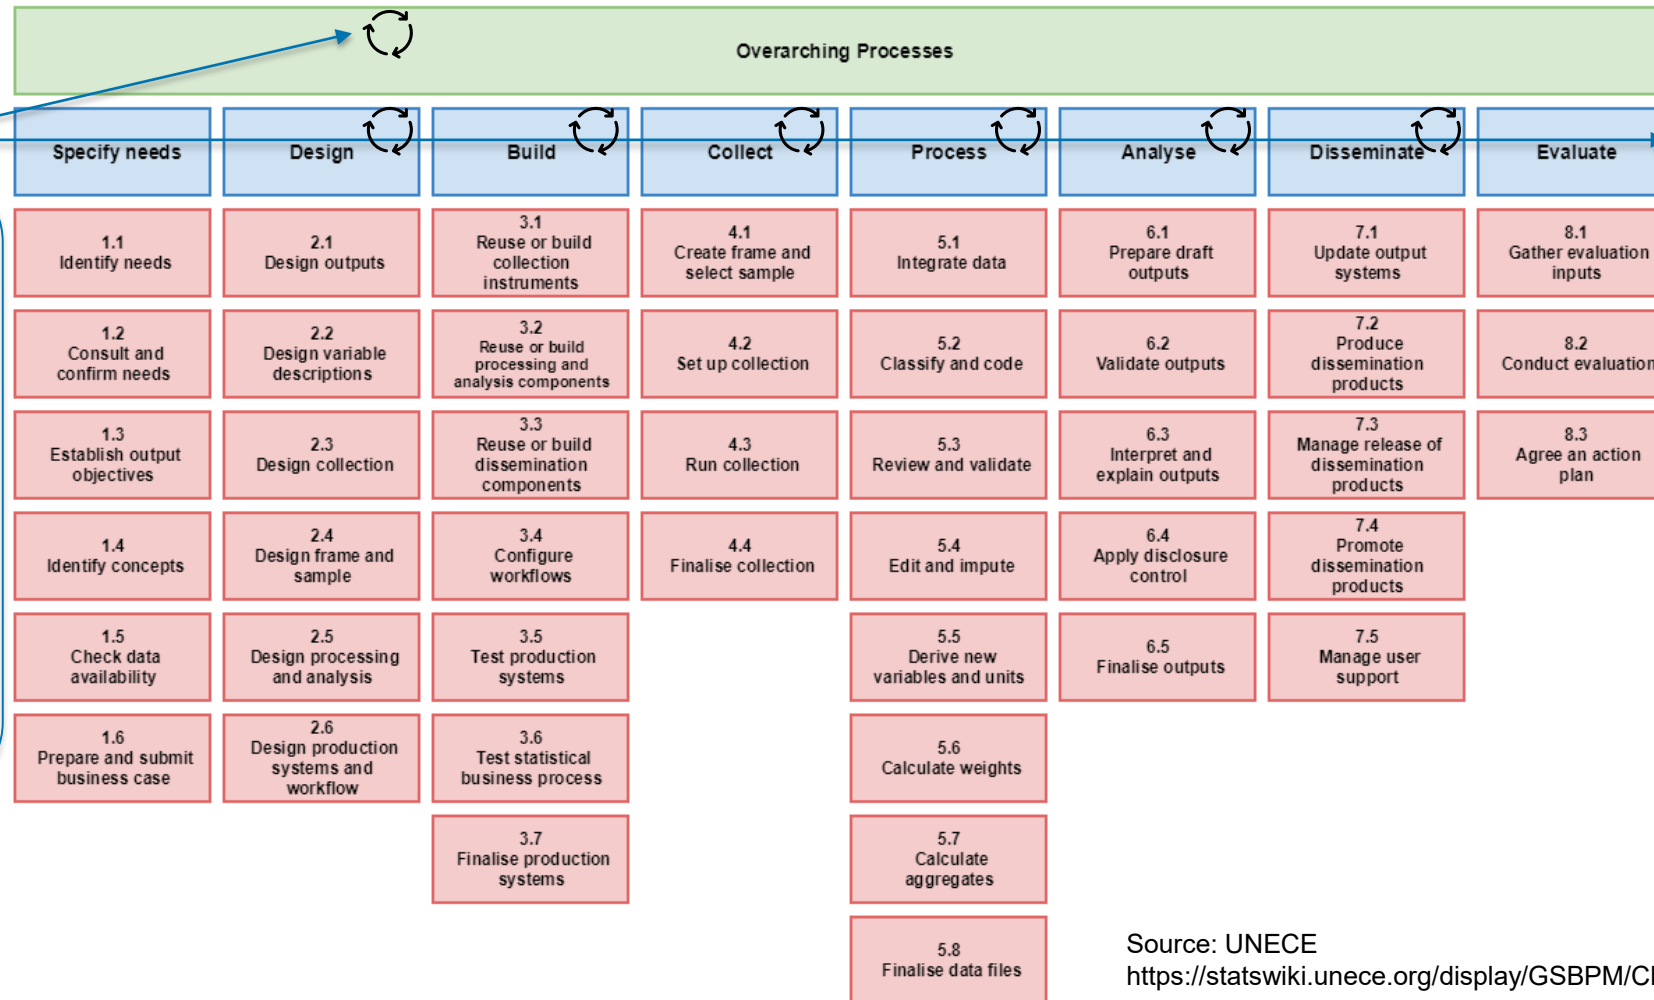 Overarching Processes
Specify needs
Design
Build
Collect
Process
Analyse
Disseminate
Evaluate
1.1
Identify needs
1.2
Consult and
confirm needs
1.3
Establish output
objectives
1.4
Identify concepts
1.5
Check data
availability
1.6
Prepare and submit
business case
2.1
Design outputs
2.2
Design variable
descriptions
2.3
Design collection
2.4
Design frame and
sample
2.5
Design processing
and analysis
2.6
Design production
systems and
workflow
3.1
Reuse or build
collection
instruments
3.2
Reuse or build
processing and
analysis components
3.3
Reuse or build
dissemination
components
3.4
Configure
workflows
3.5
Test production
systems
3.6
Test statistical
business process
3.7
Finalise production
systems
4.1
Create frame and
select sample
4.2
Set up collection
4.3
Run collection
4.4
Finalise collection
5.1
Integrate data
5.2
Classify and code
5.3
Review and validate
5.4
Edit and impute
5.5
Derive new
variables and units
5.6
Calculate weights
5.7
Calculate
aggregates
5.8
Finalise data files
6.1
Prepare draft
outputs
6.2
Validate outputs
6.3
Interpret and
explain outputs
6.4
Apply disclosure
control
6.5
Finalise outputs
7.1
Update output
systems
7.2
Produce
dissemination
products
7.3
Manage release of
dissemination
products
7.4
Promote
dissemination
products
7.5
Manage user
support
8.1
Gather evaluation
inputs
8.2
Conduct evaluation
8.3
Agree an action
plan
Source: UNECE
https://statswiki.unece.org/display/GSBPM/Cl